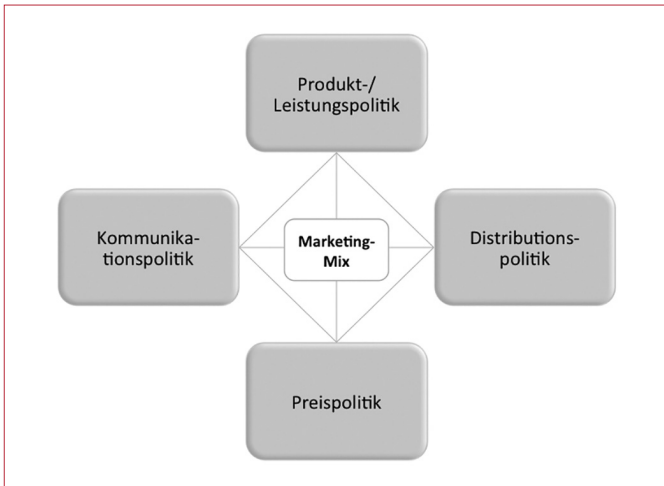 Produkt-/
Leistungspolitik
Kommunika-
tionspolitik
Marketing-
Mix
Distributions-
politik
Preispolitik